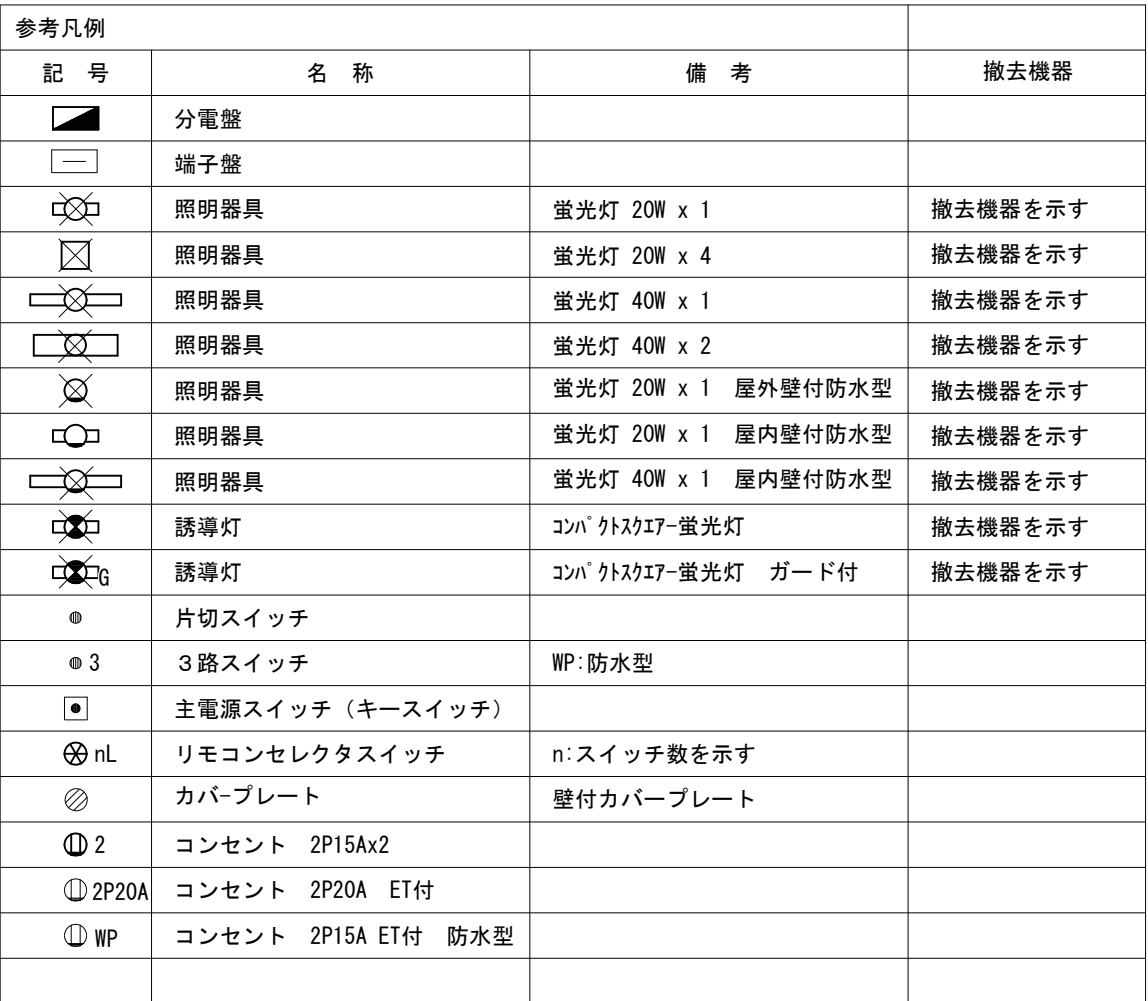 参考凡例
記　号　名　称　備　考　撤去機器
分電盤
端子盤
照明器具　蛍光灯 20W x 1　撤去機器を示す
照明器具　蛍光灯 20W x 4　撤去機器を示す
照明器具　蛍光灯 40W x 1　撤去機器を示す
照明器具　蛍光灯 40W x 2　撤去機器を示す
照明器具　蛍光灯 20W x 1　屋外壁付防水型　撤去機器を示す
照明器具　蛍光灯 20W x 1　屋内壁付防水型　撤去機器を示す
照明器具　蛍光灯 40W x 1　屋内壁付防水型　撤去機器を示す
誘導灯　ｺﾝﾊﾟｸﾄｽｸｴｱｰ蛍光灯　撤去機器を示す
G　誘導灯　ｺﾝﾊﾟｸﾄｽｸｴｱｰ蛍光灯　ガード付　撤去機器を示す
片切スイッチ
3　３路スイッチ　WP:防水型
主電源スイッチ（キースイッチ）
nL　リモコンセレクタスイッチ　n:スイッチ数を示す
カバ-プレート　壁付カバープレート
2　コンセント　2P15Ax2
2P20A　コンセント　2P20A　ET付
WP　コンセント　2P15A ET付　防水型